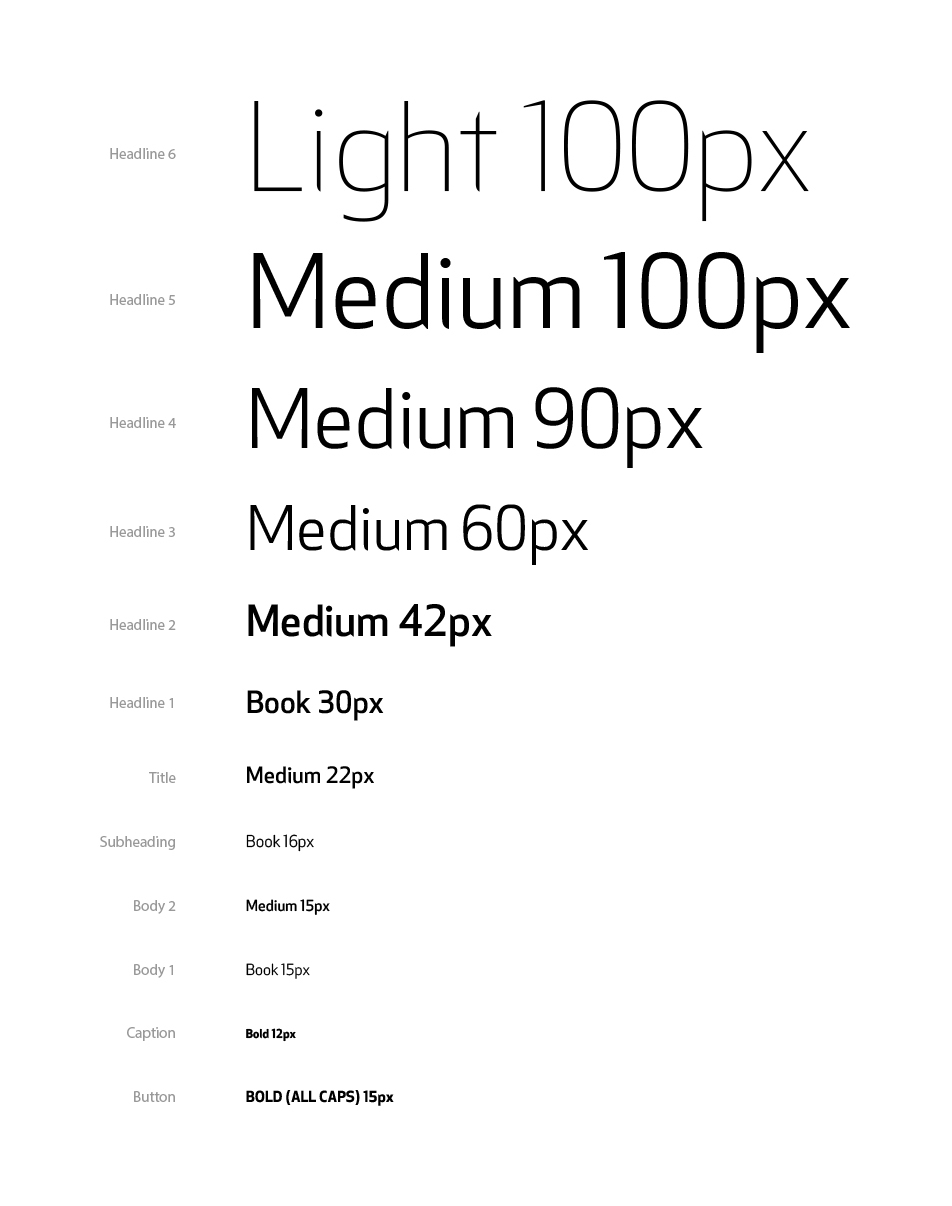 Headline 6 Light 100px
Headline 5 Medium 100px
Headline 4 Medium 90px
Headline 3 Medium 60px
Headline 2 Medium 42px
Headline 1 Book 30px
Title Medium 22px
Subheading Book 16px
Body 2 Medium 15px
Body 1 Book 15px
Caption Bold 12px
Button BOLD (ALL CAPS) 15px